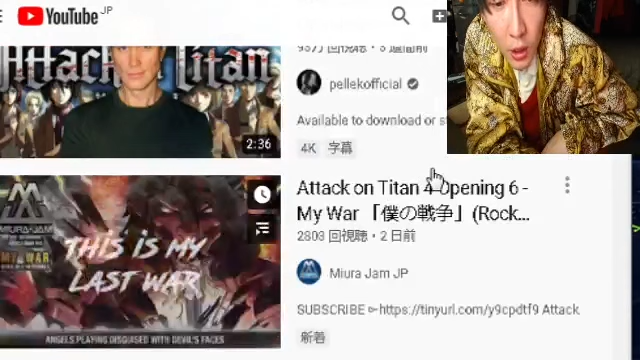 YouTube JP
Attack on Titan
2:36
pellekofficial
Available to download or
4K 字幕
Attack on Titan 4 Opening 6 -
My War 「僕の戦争」(Rock...
2803 回視聴・2 日前
Miura Jam JP
SUBSCRIBE ▻https://tinyurl.com/y9cpdtf9 Attack
新着
MIURA JAM
MY WAR
THIS IS MY
LAST WAR
ANGELS PLAYING DISGUISED WITH DEVIL'S FACES